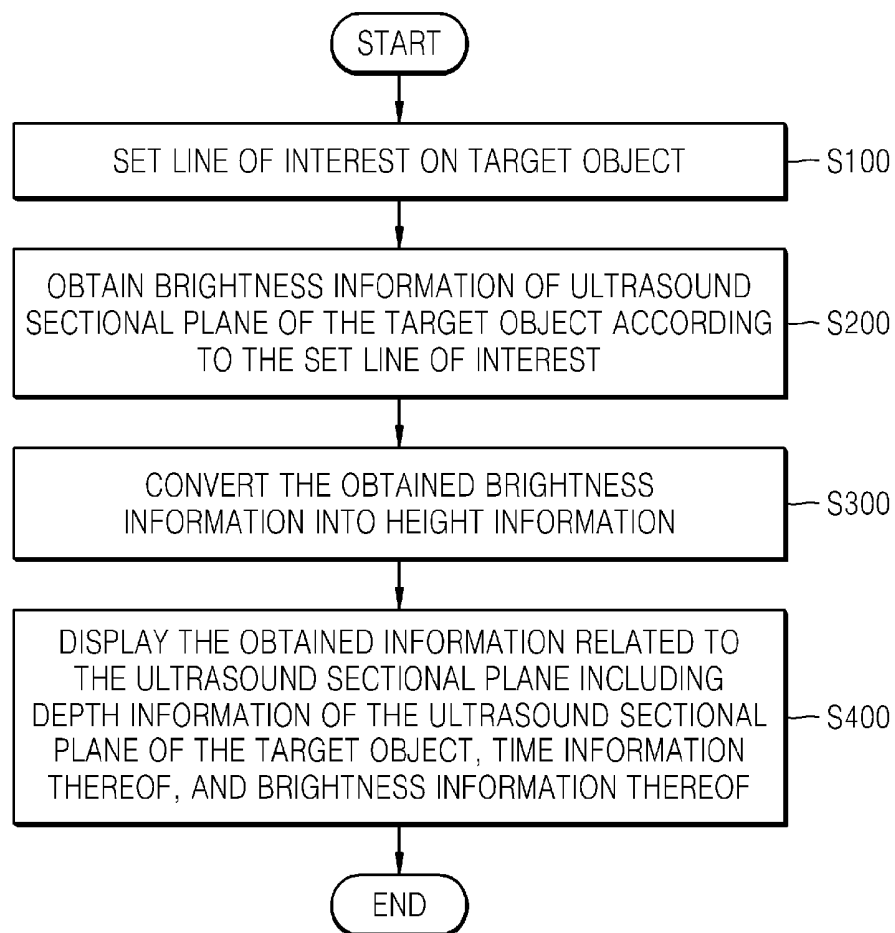 START
SET LINE OF INTEREST ON TARGET OBJECT
S100
OBTAIN BRIGHTNESS INFORMATION OF ULTRASOUND
SECTIONAL PLANE OF THE TARGET OBJECT ACCORDING
TO THE SET LINE OF INTEREST
S200
CONVERT THE OBTAINED BRIGHTNESS
INFORMATION INTO HEIGHT INFORMATION
S300
DISPLAY THE OBTAINED INFORMATION RELATED TO
THE ULTRASOUND SECTIONAL PLANE INCLUDING
DEPTH INFORMATION OF THE ULTRASOUND SECTIONAL
PLANE OF THE TARGET OBJECT, TIME INFORMATION
THEREOF, AND BRIGHTNESS INFORMATION THEREOF
S400
END